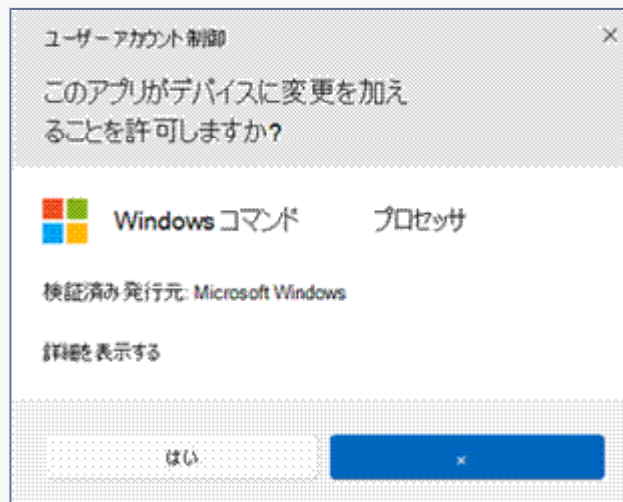 ユーザー アカウント制御
このアプリがデバイスに変更を加え
ることを許可しますか?
Windows コマンド プロセッサ
検証済み発行元: Microsoft Windows
詳細を表示する
はい ×